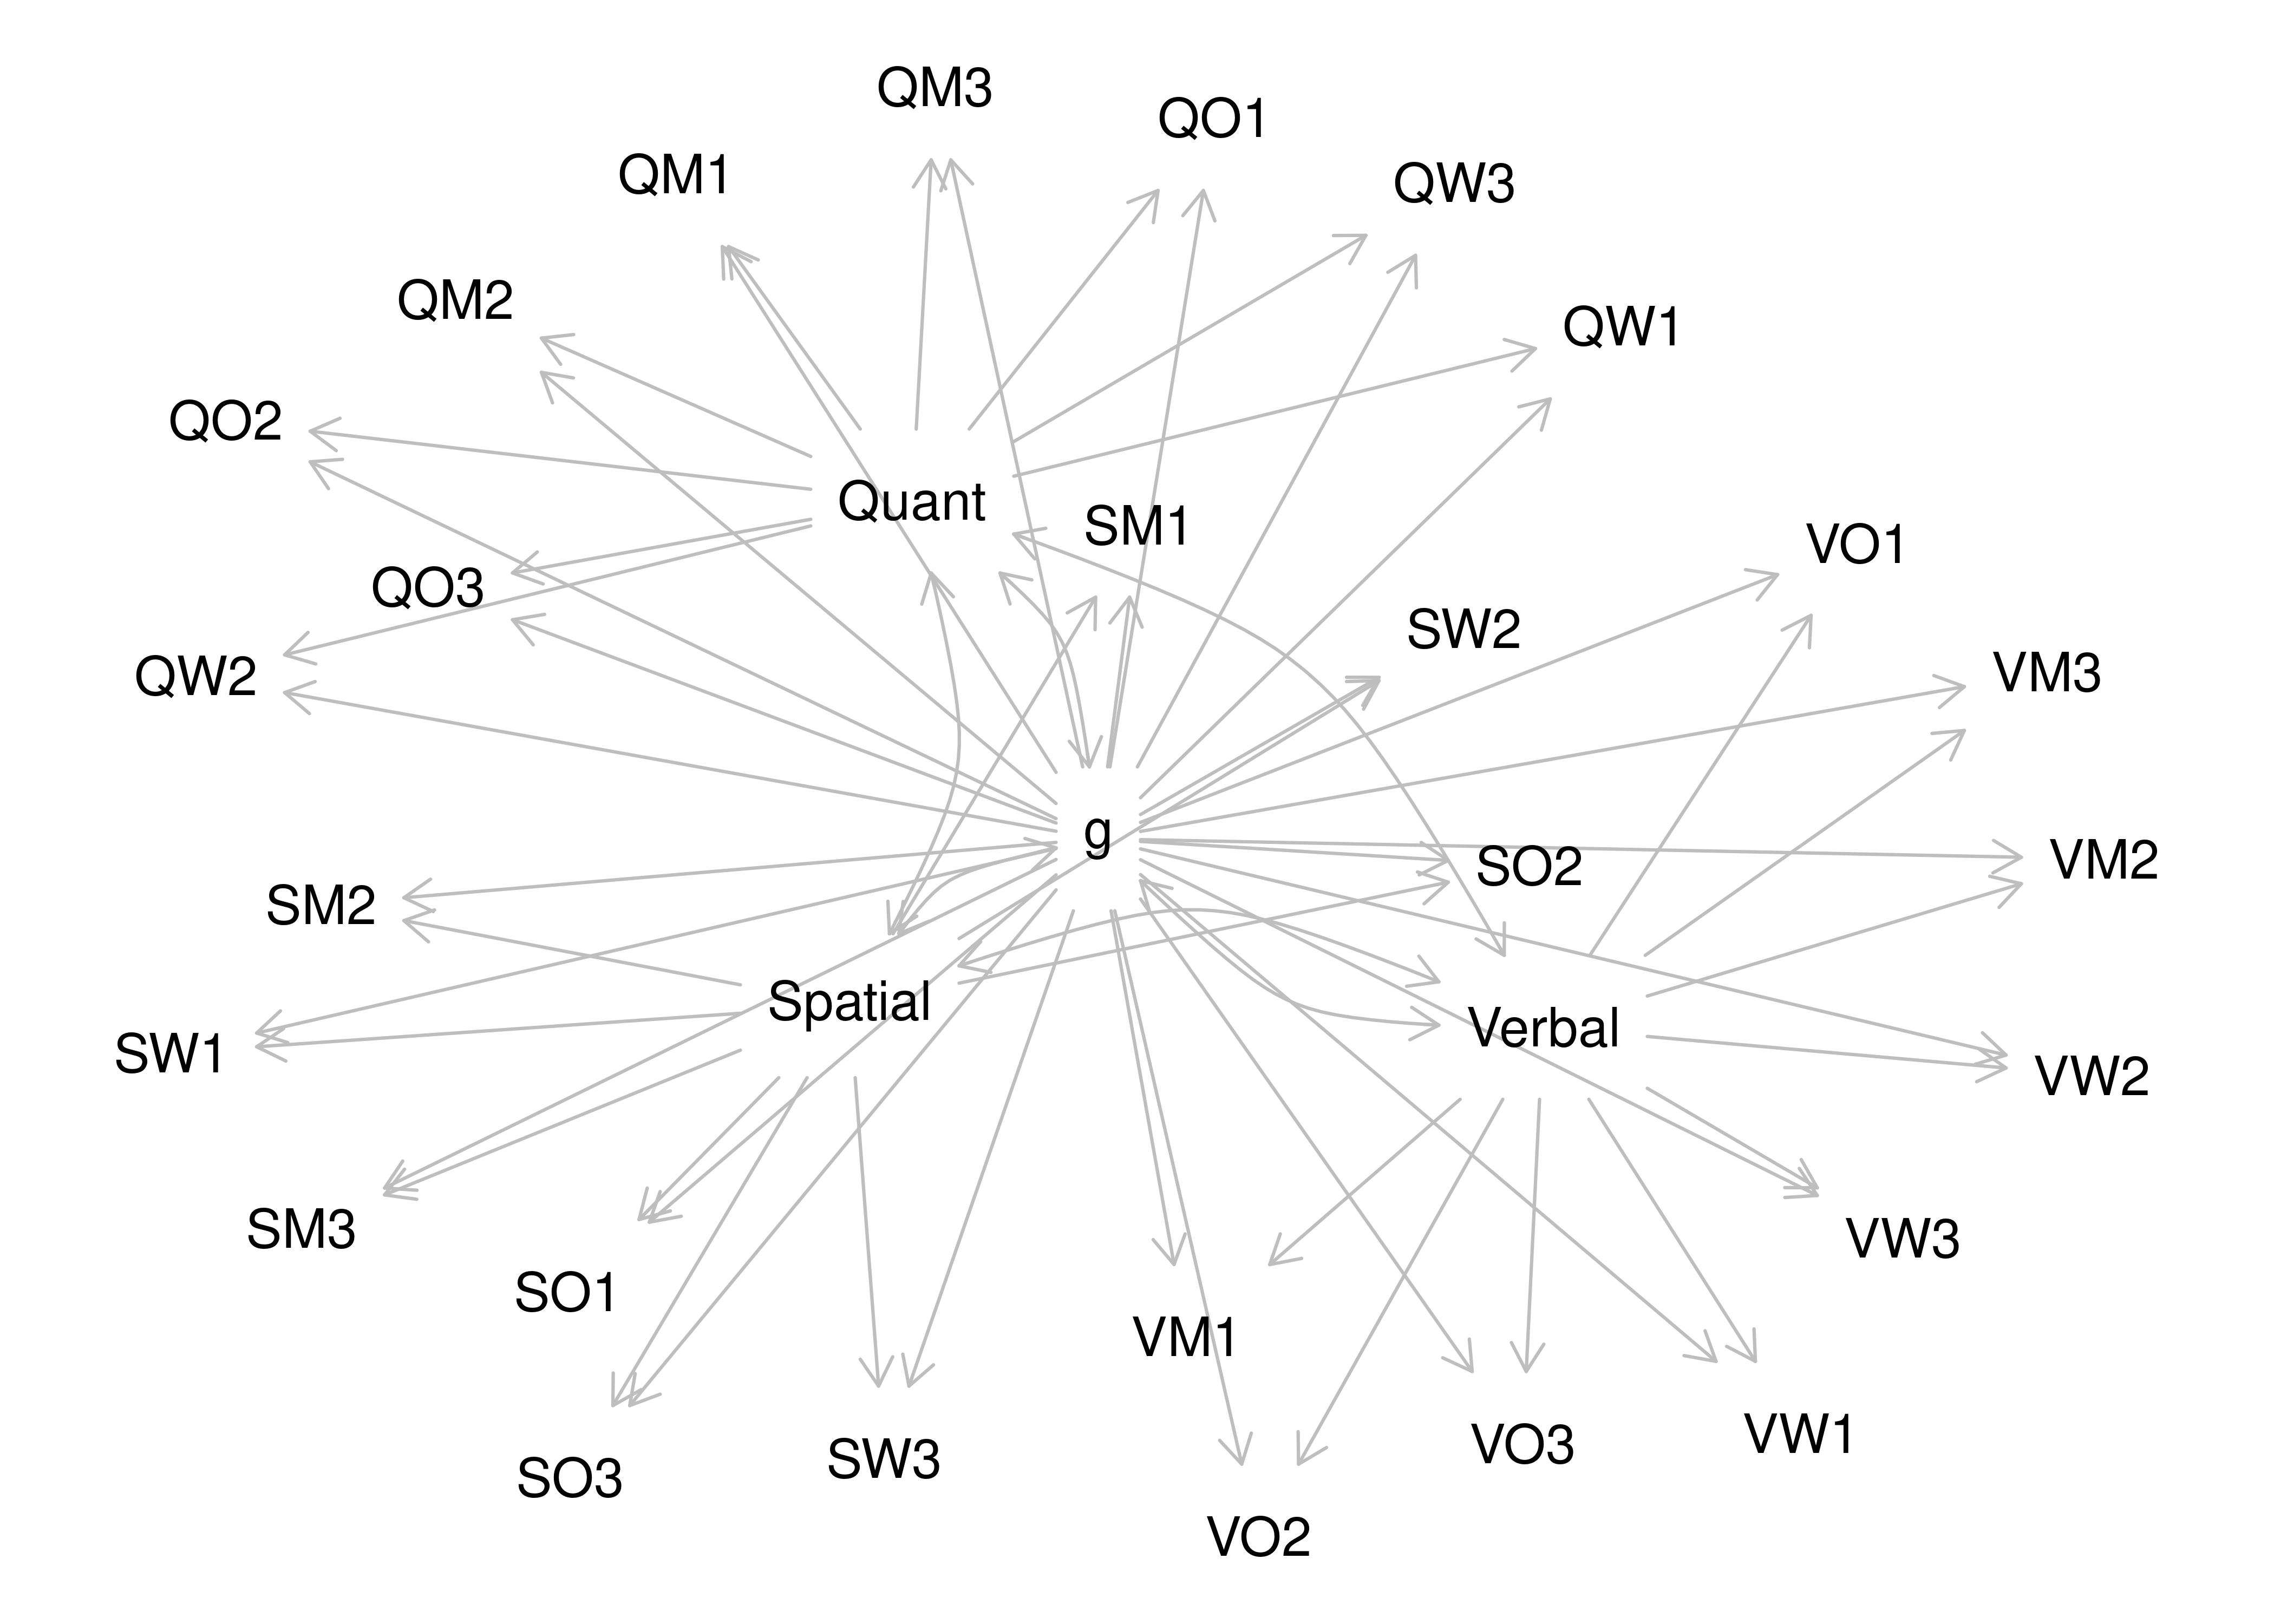 QM3
QO1
QM1
QW3
QM2
QW1
QO2
Quant
SM1
VO1
QO3
SW2
QW2
VM3
g
SO2
VM2
SM2
Spatial
Verbal
SW1
VW2
SM3
VW3
SO1
VM1
VW1
VO3
SW3
SO3
VO2